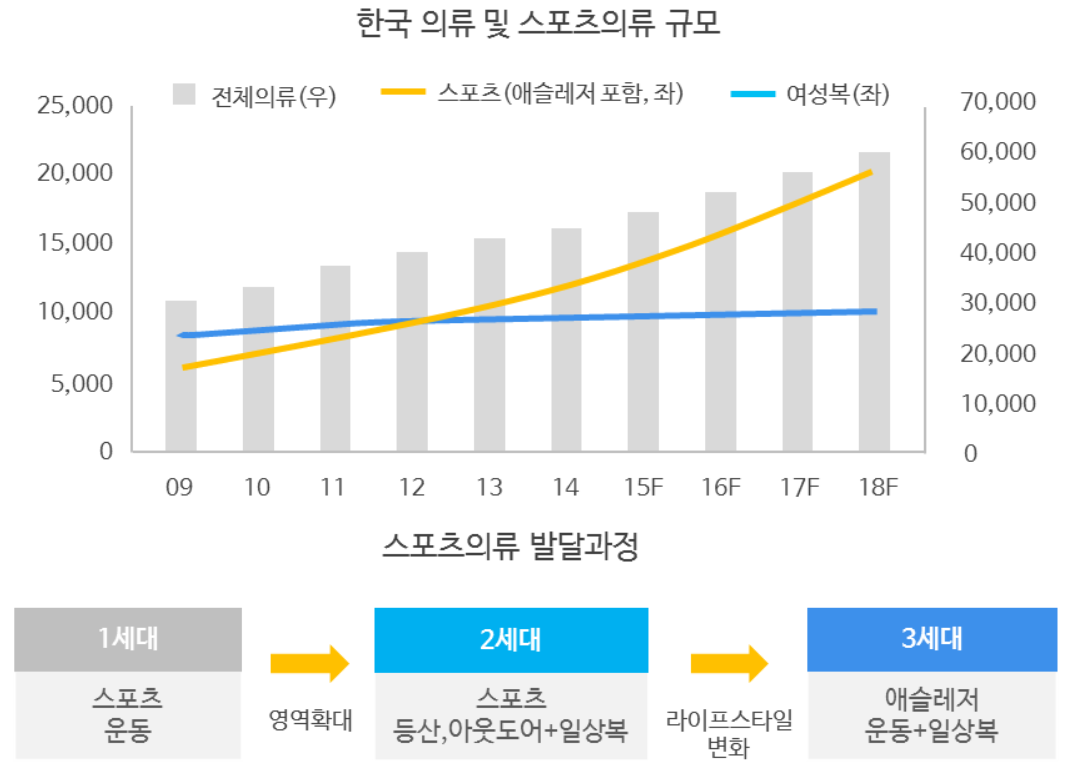 한국 의류 및 스포츠의류 규모
전체의류(우) 스포츠(애슬레저 포함, 좌) 여성복(좌)
25,000 70,000
20,000 60,000
15,000 50,000
10,000 40,000
5,000 30,000
0 20,000
10,000
0
09 10 11 12 13 14 15F 16F 17F 18F
스포츠의류 발달과정
1세대
스포츠
운동
영역확대
2세대
스포츠
등산,아웃도어+일상복
라이프스타일
변화
3세대
애슬레저
운동+일상복